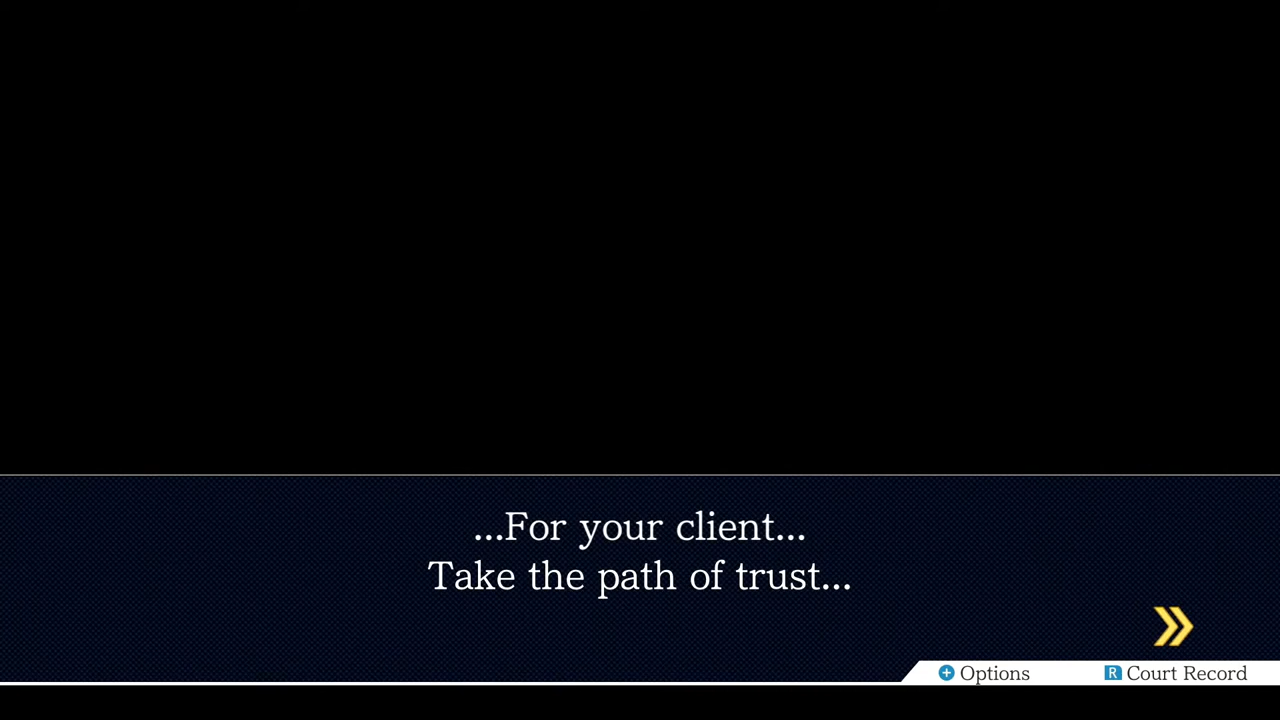 ...For your client...
Take the path of trust...
+ Options
R Court Record